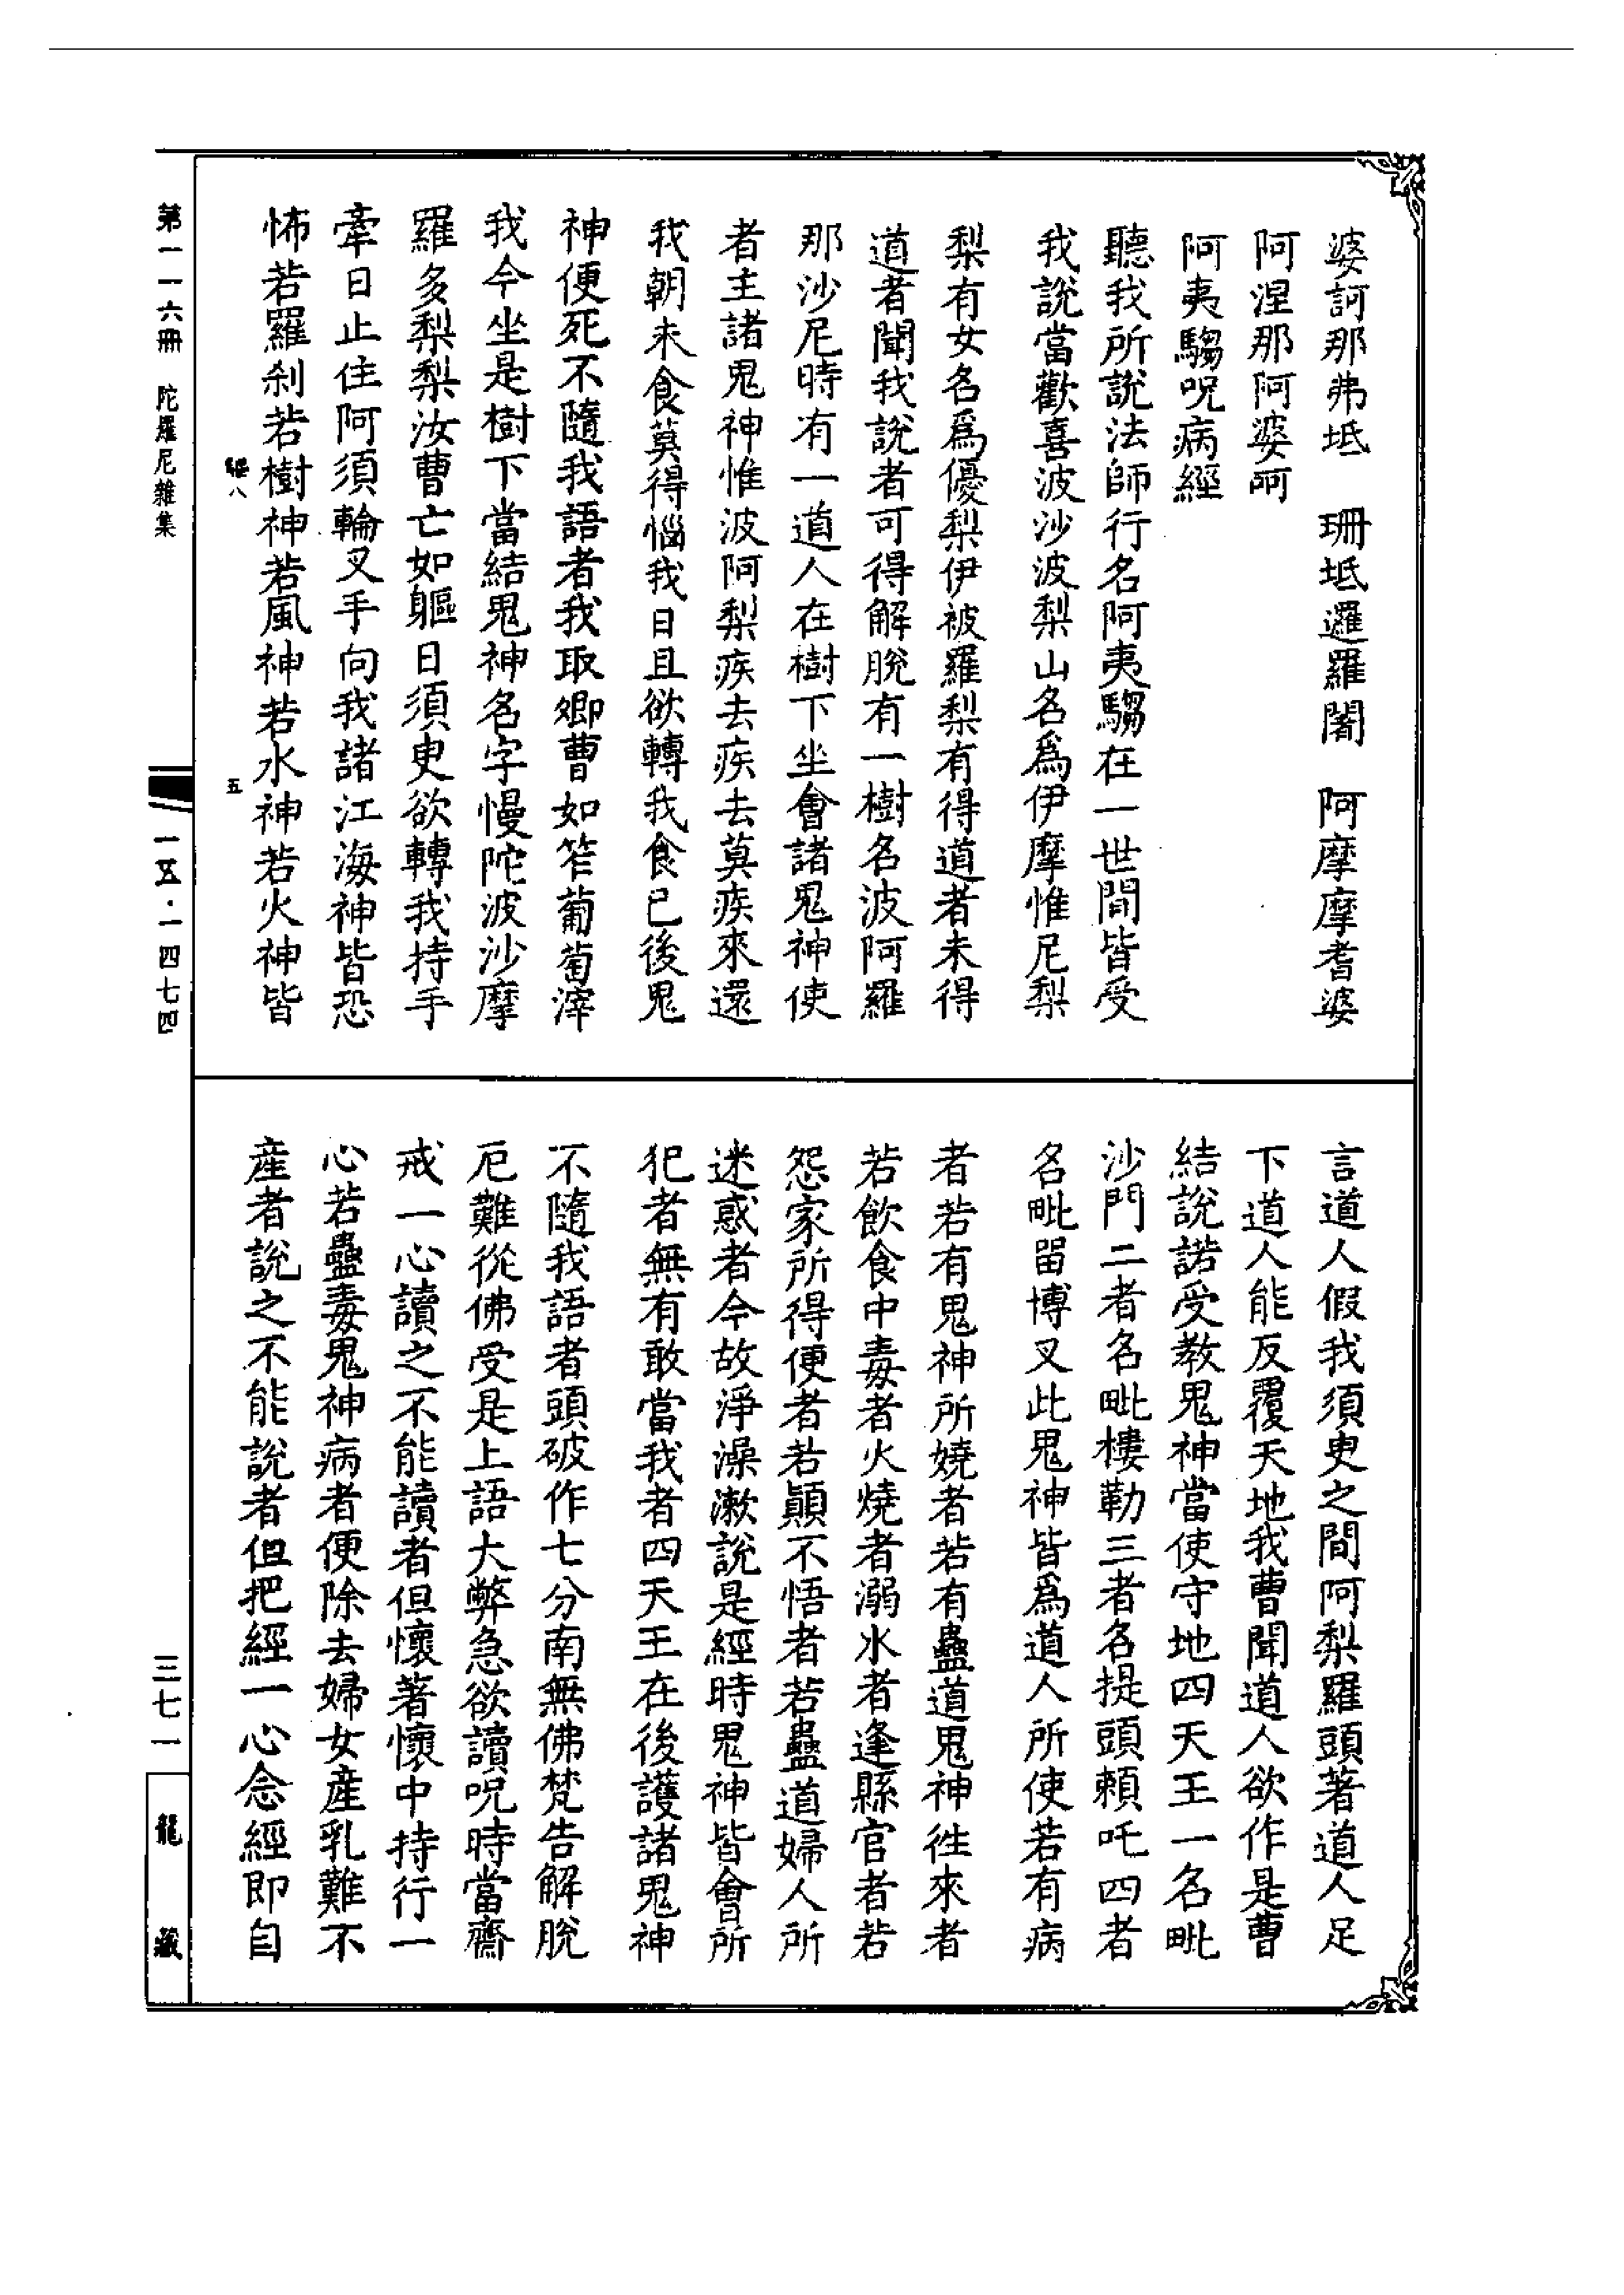 婆訶那弗坻　珊坻邏羅闍　阿摩摩耆婆
阿涅那阿婆呵
阿夷騶呪病經
聽我所說法師行名阿夷騶在一世間皆受
我說當歡喜波沙波梨山名爲伊摩惟尼梨
梨有女名爲優梨伊被羅梨有得道者未得
道者聞我說者可得解脫有一樹名波阿羅
那沙尼時有一道人在樹下坐會諸鬼神使
者主諸鬼神惟波阿梨疾去疾去莫疾來還
我朝未食莫得惱我日且欲轉我食已後鬼
神便死不隨我語者我取卿曹如笮葡萄滓
我今坐是樹下當結鬼神名字慢陀波沙摩
羅多梨梨汝曹亡如軀日須臾欲轉我持手
牽日止住阿須輪叉手向我諸江海神皆恐
怖若羅刹若樹神若風神若水神若火神皆
言道人假我須臾之間阿梨羅頭著道人足
下道人能反覆天地我曹聞道人欲作是曹
結說諾受教鬼神當使守地四天王一名毗
沙門二者名毗樓勒三者名提頭賴吒四者
名毗留博叉此鬼神皆爲道人所使若有病
者若有鬼神所嬈者若有蠱道鬼神往來者
若飲食中毒者火燒者溺水者逢縣官者若
怨家所得便者若顛不悟者若蠱道婦人所
迷惑者今故淨澡漱說是經時鬼神皆會所
犯者無有敢當我者四天王在後護諸鬼神
不隨我語者頭破作七分南無佛梵告解脫
厄難從佛受是上語大弊急欲讀呪時當齋
戒一心讀之不能讀者但懷著懷中持行一
心若蠱毒鬼神病者便除去婦女產乳難不
產者說之不能說者但把經一心念經即自
第一一六冊　陀羅尼雜集
八
五
一五·一四七四
三七一
龍藏